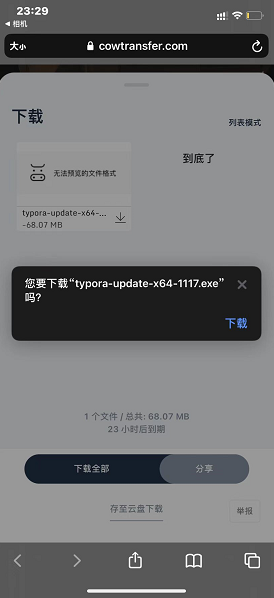 23:29
◀ 相机
大小
cowtransfer.com
下载
列表模式
无法预览的文件格式
到底了
typora-update-x64-...
~68.07 MB
您要下载“typora-update-x64-1117.exe”
吗？
下载
1 个文件 / 总共: 68.07 MB
23 小时后到期
下载全部
分享
存至云盘下载
举报